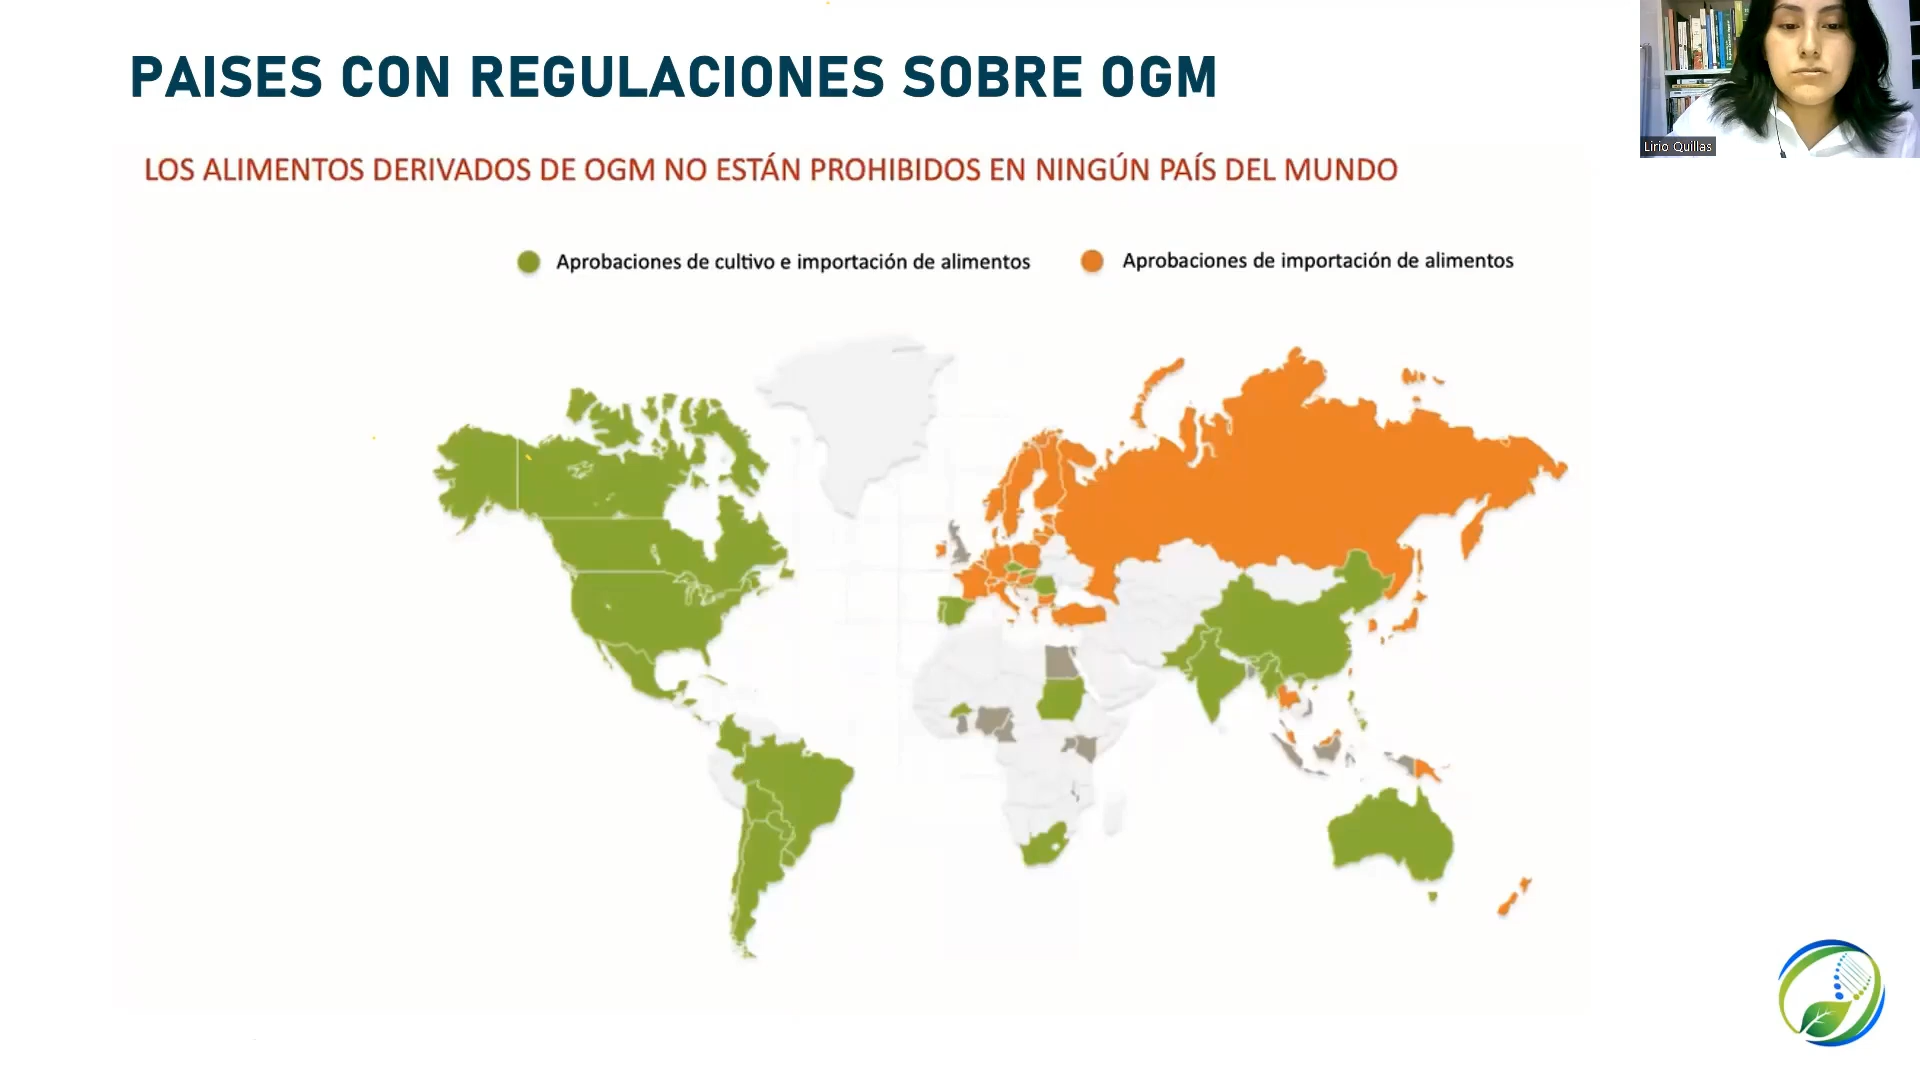 PAISES CON REGULACIONES SOBRE OGM
Lirio Quillas
LOS ALIMENTOS DERIVADOS DE OGM NO ESTÁN PROHIBIDOS EN NINGÚN PAÍS DEL MUNDO
Aprobaciones de cultivo e importación de alimentos
Aprobaciones de importación de alimentos